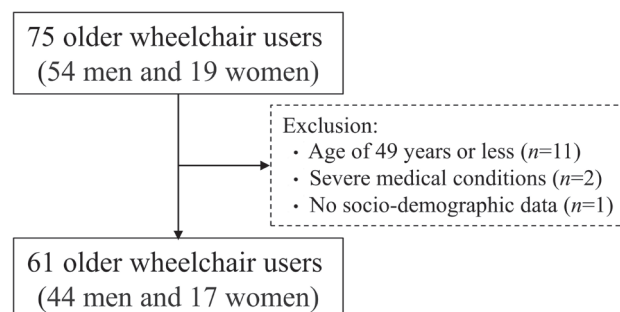 75 older wheelchair users
(54 men and 19 women)
Exclusion:
• Age of 49 years or less (n=11)
• Severe medical conditions (n=2)
• No socio-demographic data (n=1)
61 older wheelchair users
(44 men and 17 women)